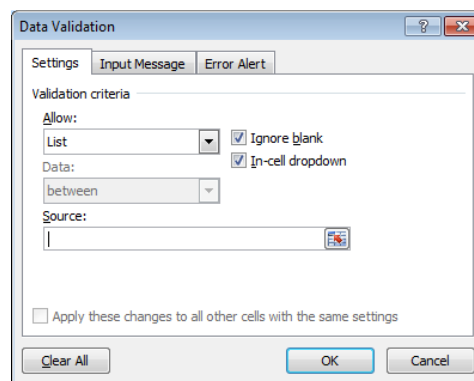 Data Validation
Settings Input Message Error Alert
Validation criteria
Allow:
List
Ignore blank
Data:
In-cell dropdown
between
Source:
Apply these changes to all other cells with the same settings
Clear All OK Cancel